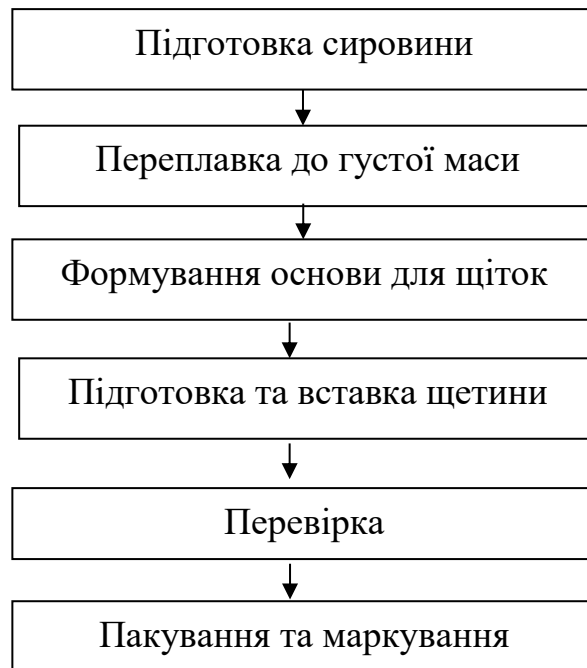 Підготовка сировини
Переплавка до густої маси
Формування основи для щіток
Підготовка та вставка щетини
Перевірка
Пакування та маркування